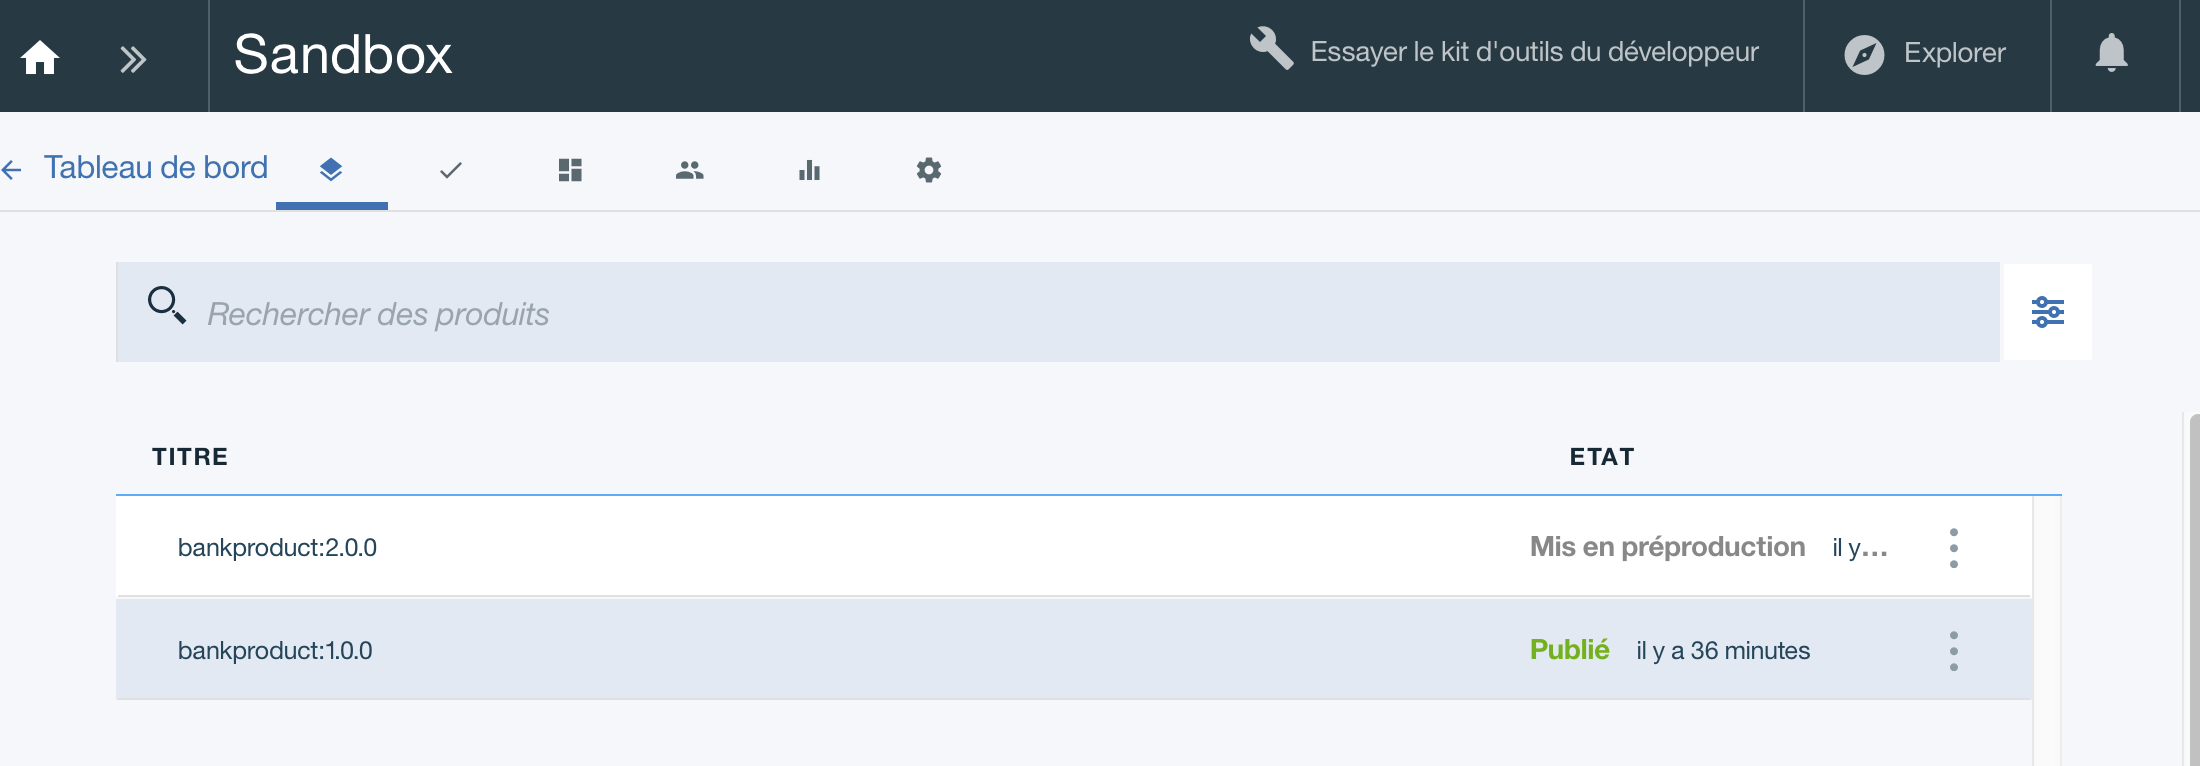 Sandbox
Essayer le kit d'outils du développeur
Explorer
Tableau de bord
Rechercher des produits
TITRE
ETAT
bankproduct:2.0.0
Mis en préproduction il y...
bankproduct:1.0.0
Publié il y a 36 minutes